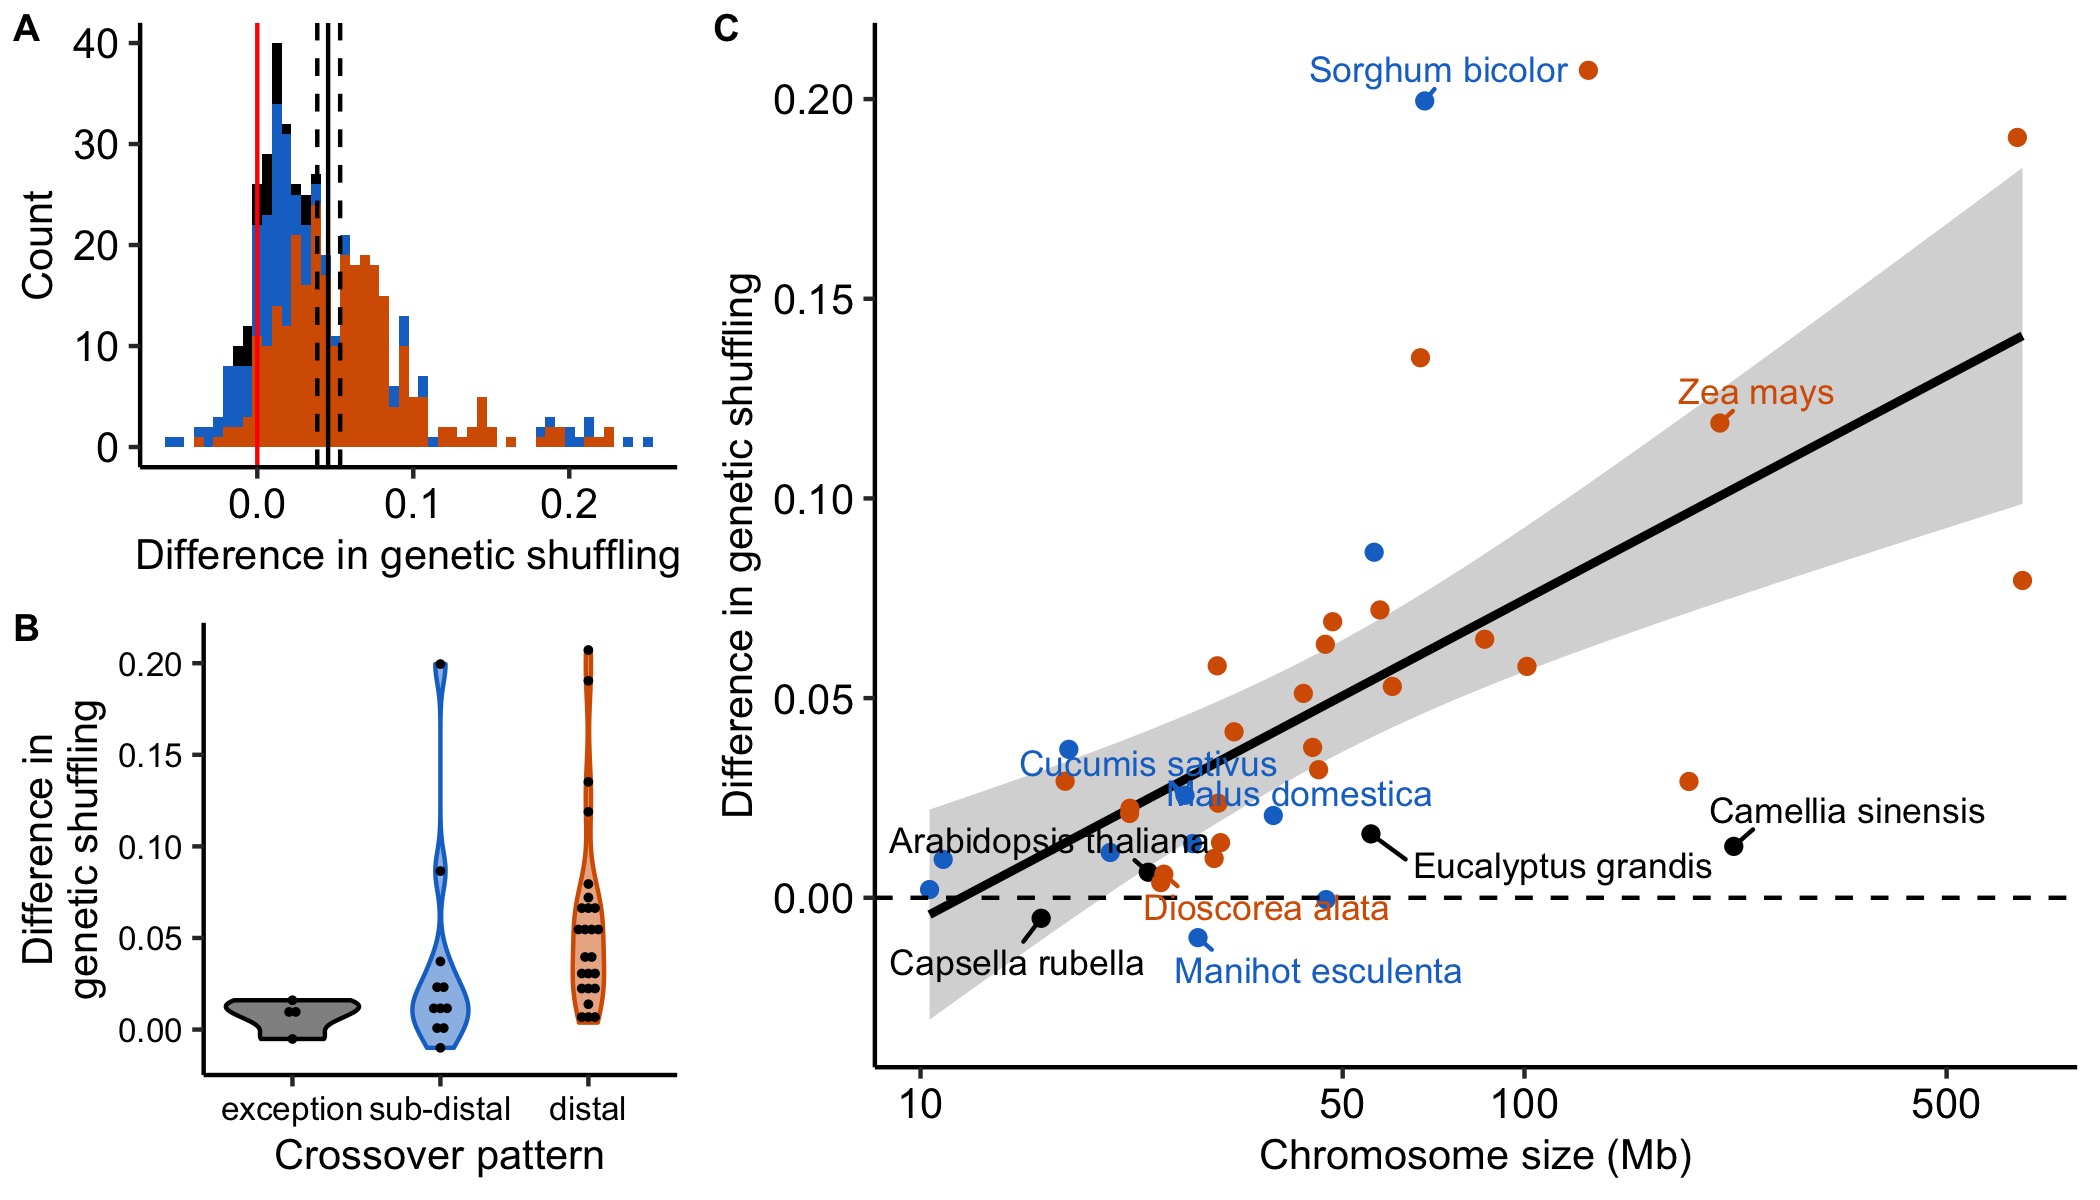 A
40
30
20
10
0
Count
0.0 0.1 0.2
Difference in genetic shuffling
B
0.20
0.15
0.10
0.05
0.00
Difference in
genetic shuffling
exception sub-distal distal
Crossover pattern
C
0.20
0.15
0.10
0.05
0.00
Difference in genetic shuffling
Sorghum bicolor
Zea mays
Cucumis sativus
Malus domestica
Camellia sinensis
Arabidopsis thaliana
Eucalyptus grandis
Dioscorea alata
Capsella rubella
Manihot esculenta
10 50 100 500
Chromosome size (Mb)